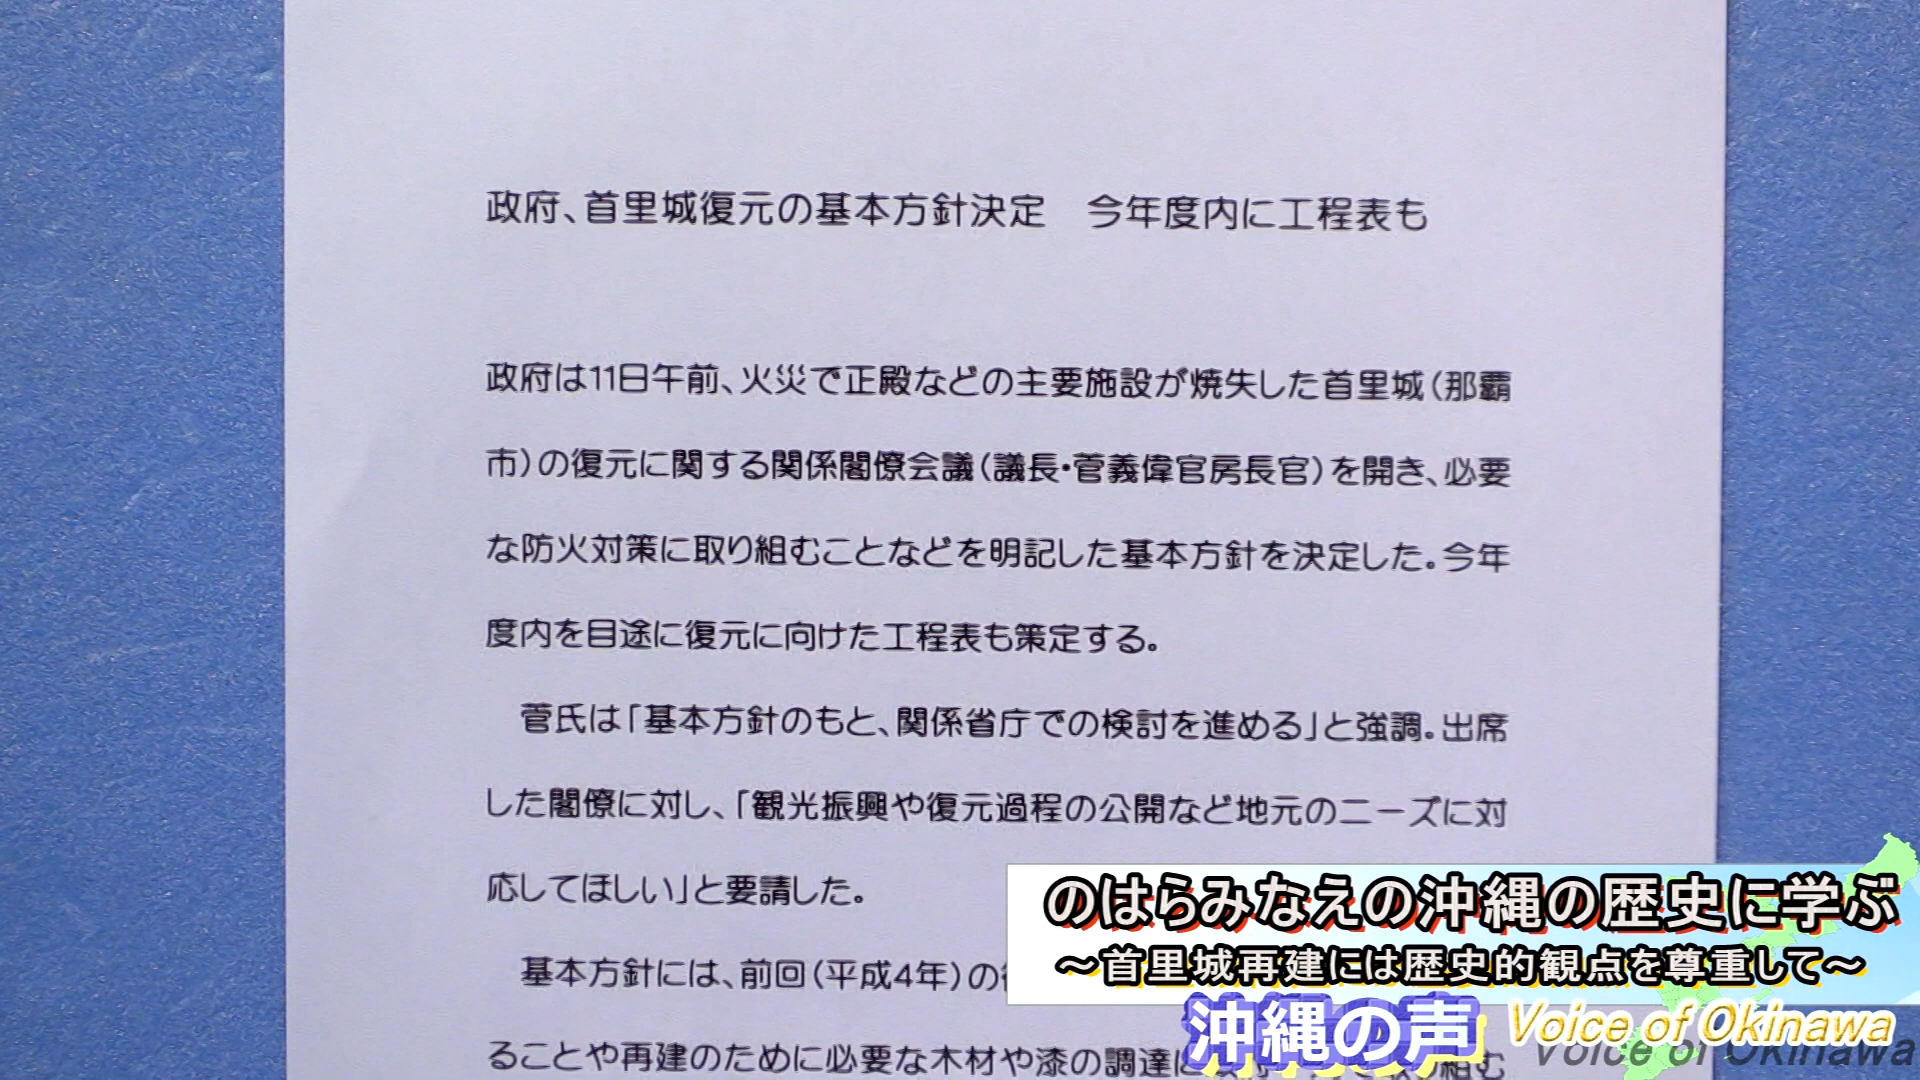 政府、首里城復元の基本方針決定　今年度内に工程表も
政府は11日午前、火災で正殿などの主要施設が焼失した首里城(那覇
市)の復元に関する関係閣僚会議(議長・菅義偉官房長官)を開き、必要
な防火対策に取り組むことなどを明記した基本方針を決定した。今年
度内を目途に復元に向けた工程表も策定する。
菅氏は「基本方針のもと、関係省庁での検討を進める」と強調。出席
した閣僚に対し、「観光振興や復元過程の公開など地元のニーズに対
応してほしい」と要請した。
基本方針には、前回(平成4年)の
ることや再建のために必要な木材や漆の調達に
のはらみなえの沖縄の歴史に学ぶ
～首里城再建には歴史的観点を尊重して～
沖縄の声 Voice of Okinawa
Voice of Okinawa